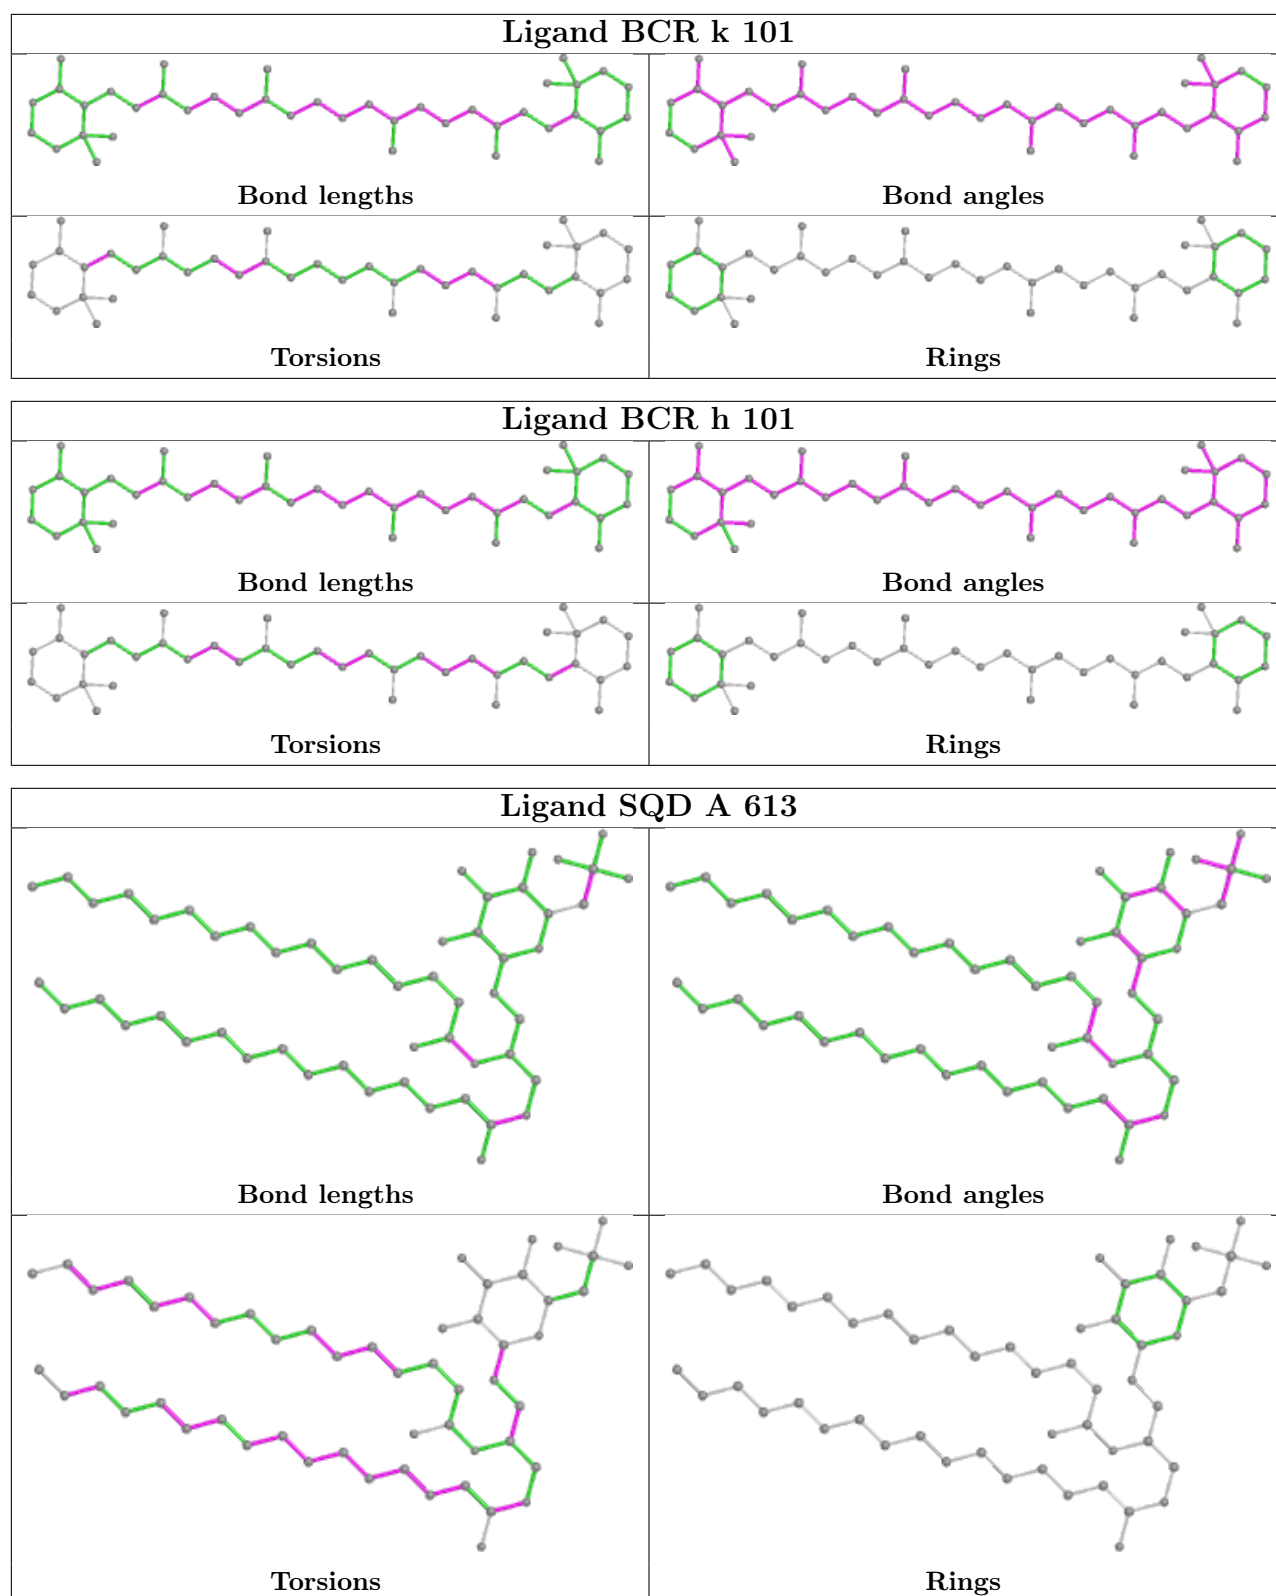 Ligand BCR k 101
Bond lengths
Bond angles
Torsions
Rings
Ligand BCR h 101
Bond lengths
Bond angles
Torsions
Rings
Ligand SQD A 613
Bond lengths
Bond angles
Torsions
Rings